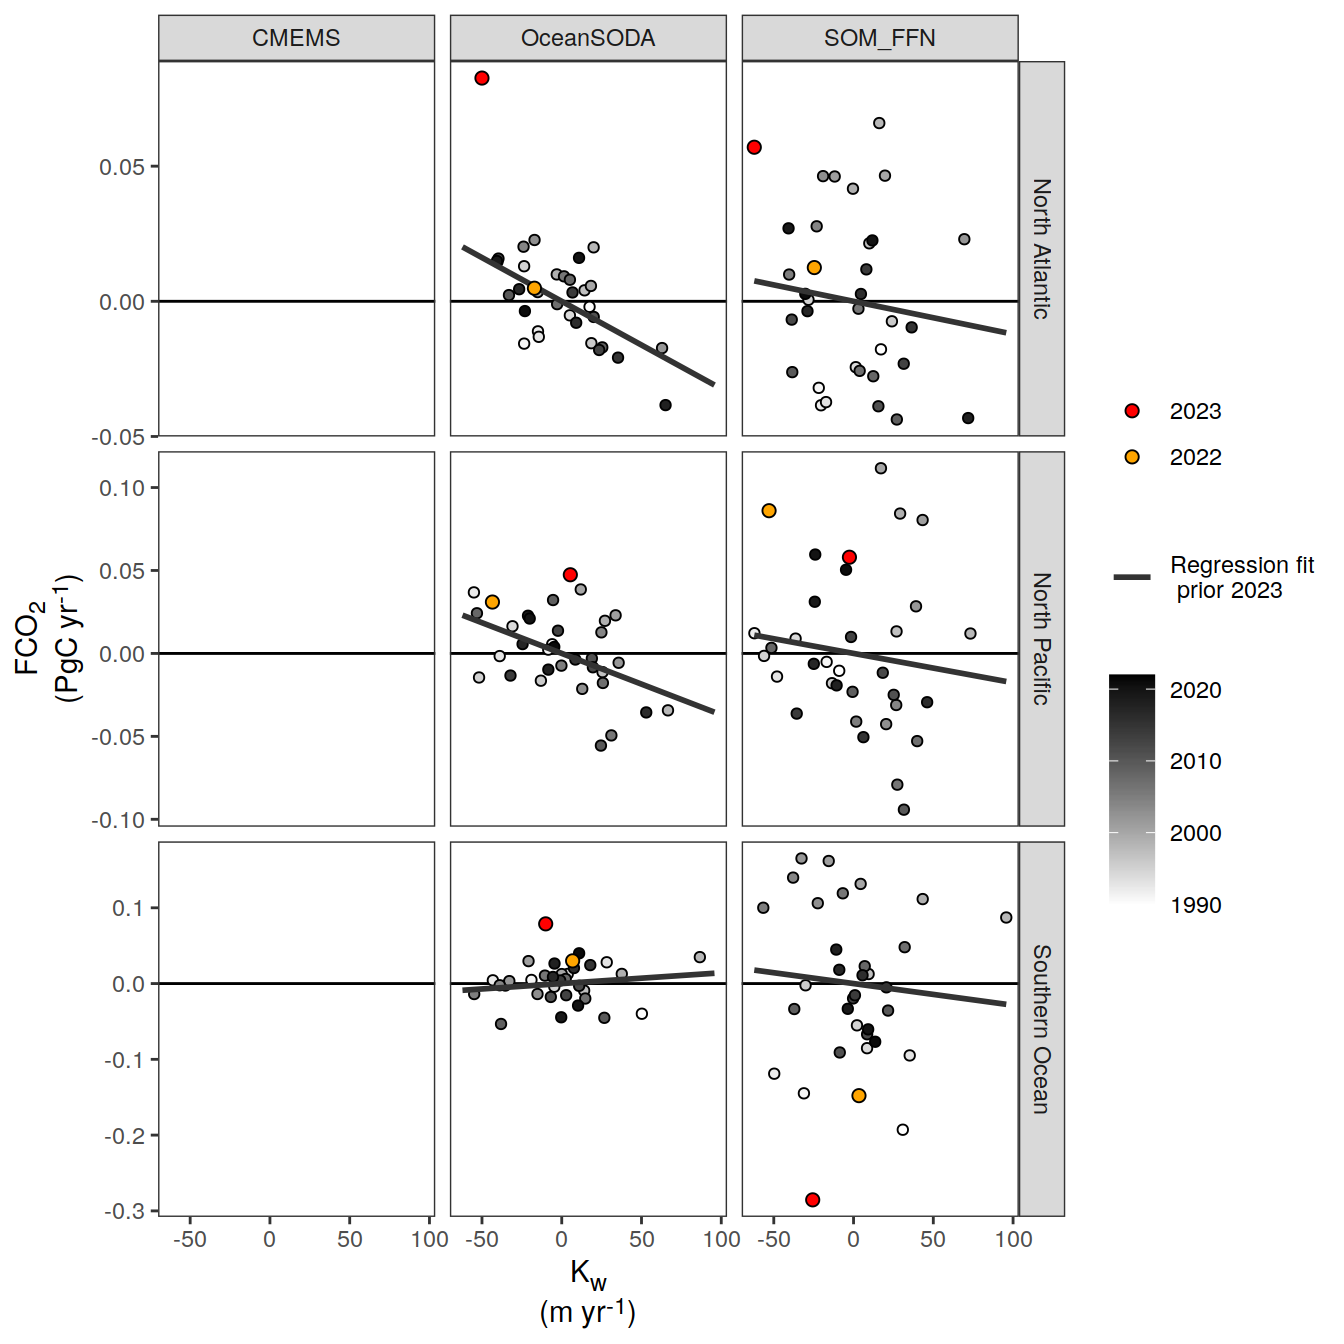 CMEMS
OceanSODA
SOM_FFN
0.05
0.00
-0.05
North Atlantic
0.10
0.05
0.00
-0.05
-0.10
North Pacific
0.1
0.0
-0.1
-0.2
-0.3
Southern Ocean
-50 0 50 100
-50 0 50 100
-50 0 50 100
FCO₂
(PgC yr⁻¹)
K_w
(m yr⁻¹)
2023
2022
Regression fit
prior 2023
2020
2010
2000
1990